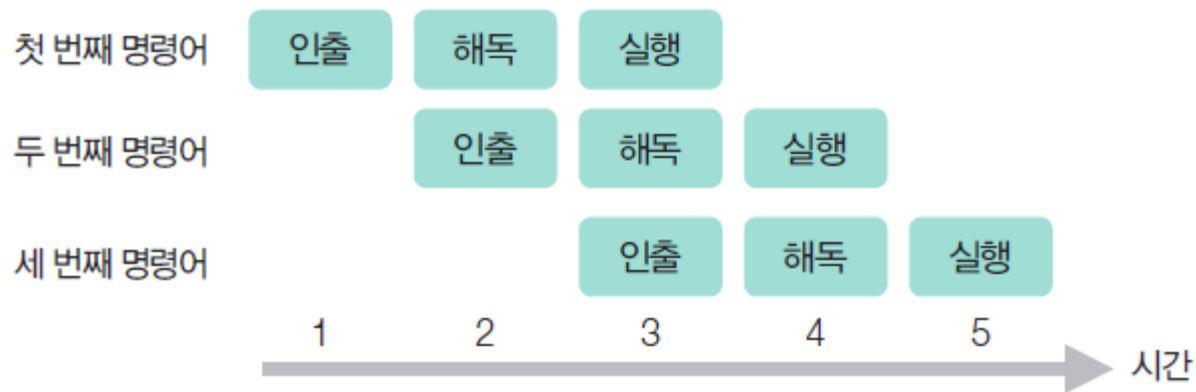 첫 번째 명령어 인출 해독 실행
두 번째 명령어 인출 해독 실행
세 번째 명령어 인출 해독 실행
1 2 3 4 5
시간